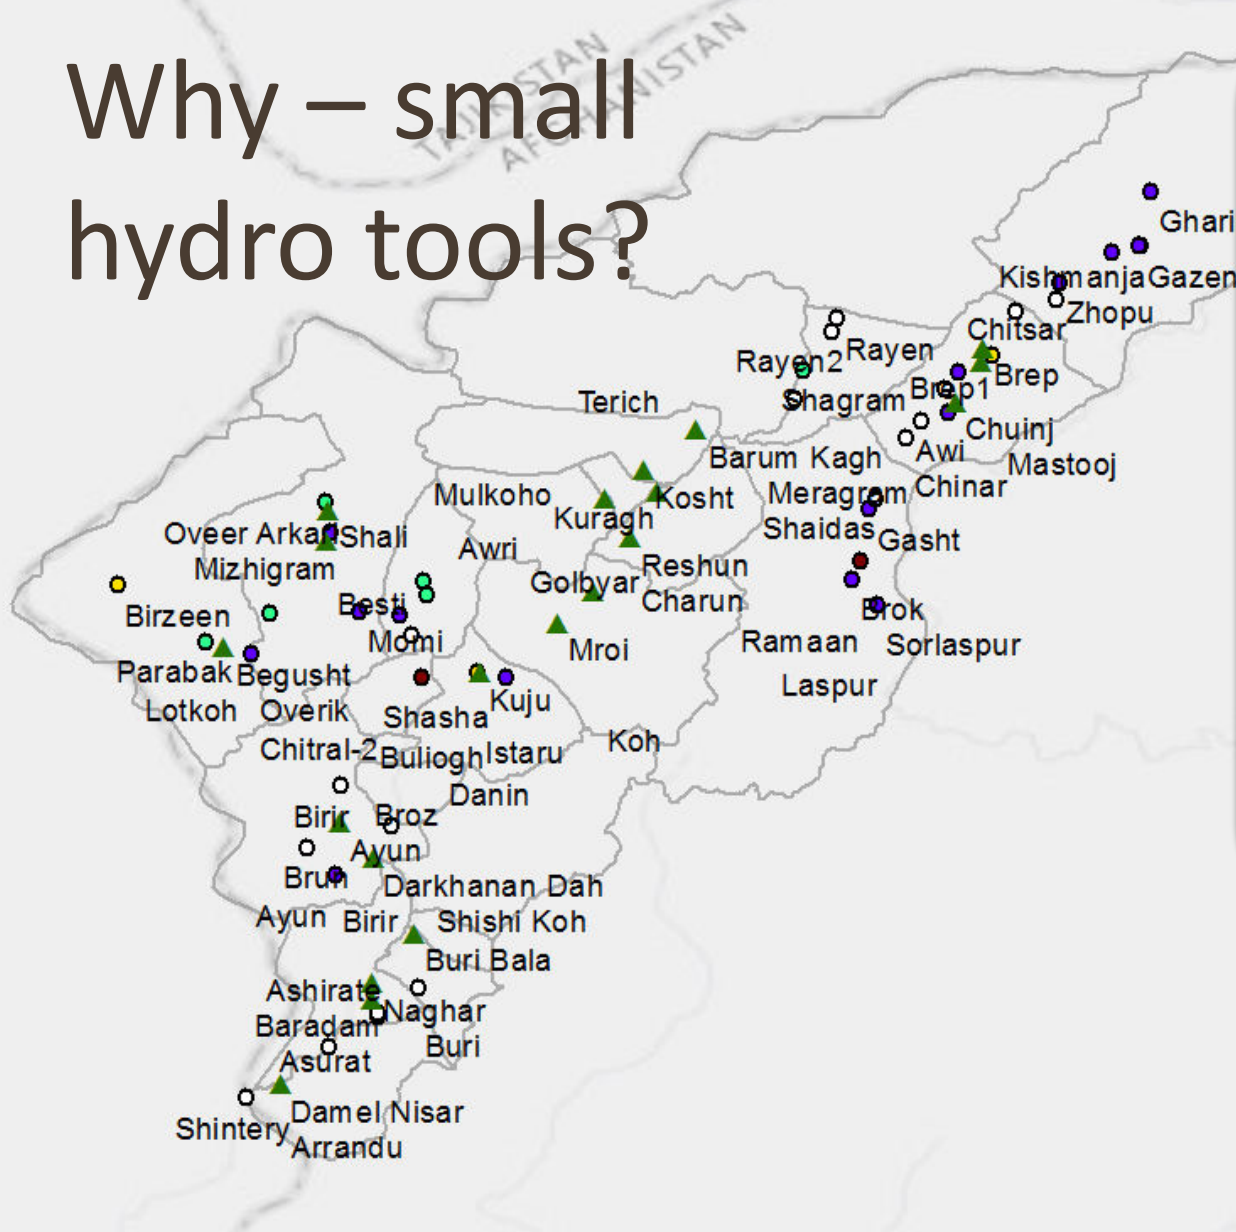 Why – small
hydro tools?
TAJIKISTAN
AFGHANISTAN
Ghari
Kishmanja
Gazen
Zhopu
Chitsar
Rayen2
Rayen
Brep
Brep1
Shagram
Terich
Chuinj
Awi
Mastooj
Barum Kagh
Chinar
Mulkoho
Kosht
Meragram
Kuragh
Shaidas
Gasht
Oveer Arkari
Shali
Awri
Mizhigram
Reshun
Golbyar
Charun
Birzeen
Besti
Brok
Momi
Mroi
Ramaan
Sorlaspur
Parabak
Begusht
Laspur
Lotkoh
Overik
Shasha
Kuju
Chitral-2
Buliogh
Istaru
Koh
Danin
Birir
Broz
Ayun
Brun
Darkhanan Dah
Ayun
Birir
Shishi Koh
Buri Bala
Ashirate
Naghar
Baradam
Buri
Asurat
Damel Nisar
Shintery
Arrandu